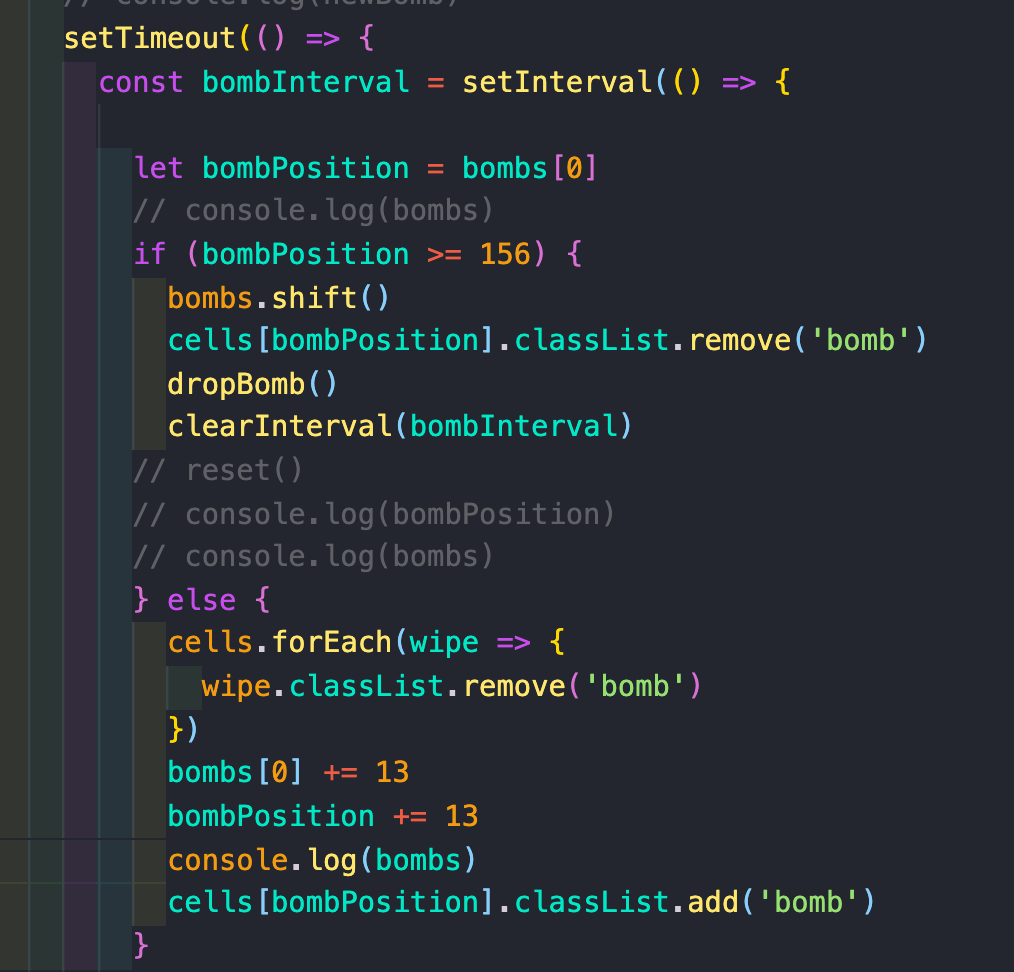 // console.log(newBomb)
setTimeout(() => {
const bombInterval = setInterval(() => {
let bombPosition = bombs[0]
// console.log(bombs)
if (bombPosition >= 156) {
bombs.shift()
cells[bombPosition].classList.remove('bomb')
dropBomb()
clearInterval(bombInterval)
// reset()
// console.log(bombPosition)
// console.log(bombs)
} else {
cells.forEach(wipe => {
wipe.classList.remove('bomb')
})
bombs[0] += 13
bombPosition += 13
console.log(bombs)
cells[bombPosition].classList.add('bomb')
}